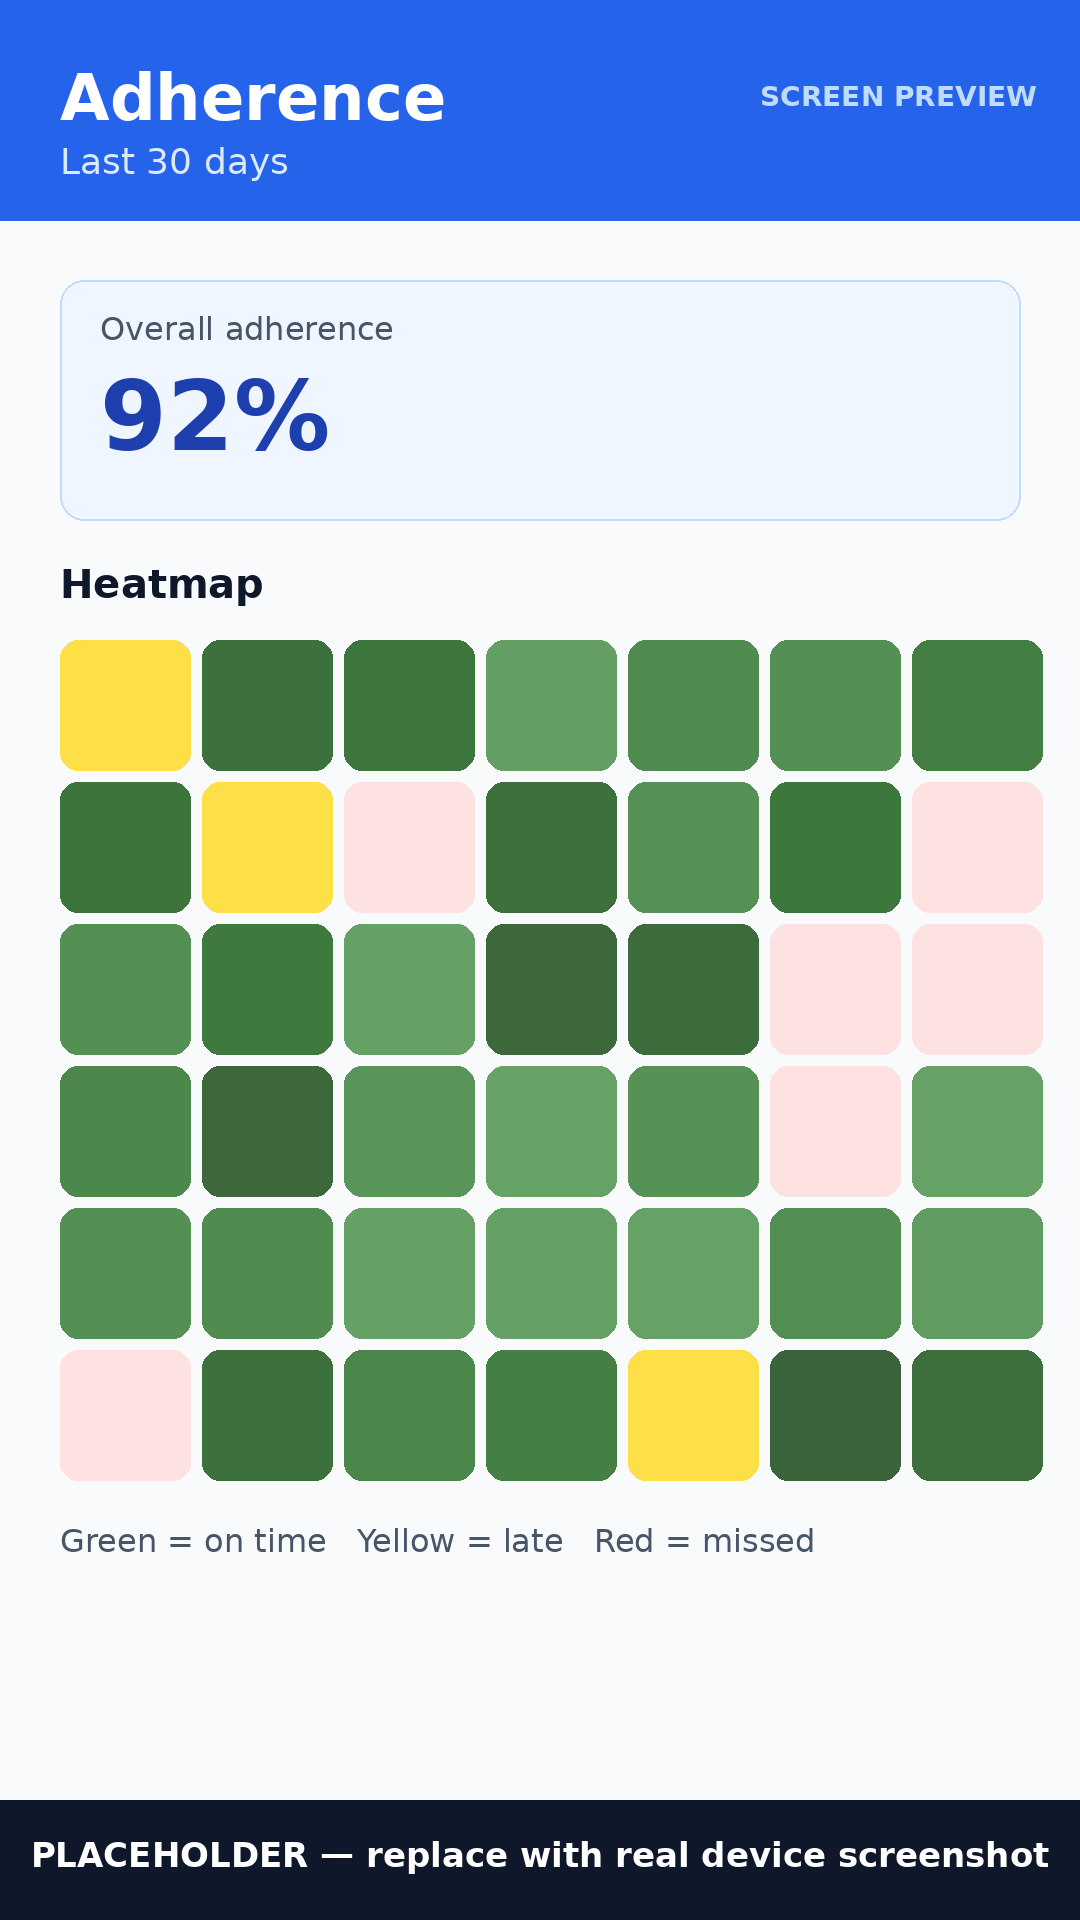 Adherence
SCREEN PREVIEW
Last 30 days
Overall adherence
92%
Heatmap
Green = on time   Yellow = late   Red = missed
PLACEHOLDER — replace with real device screenshot